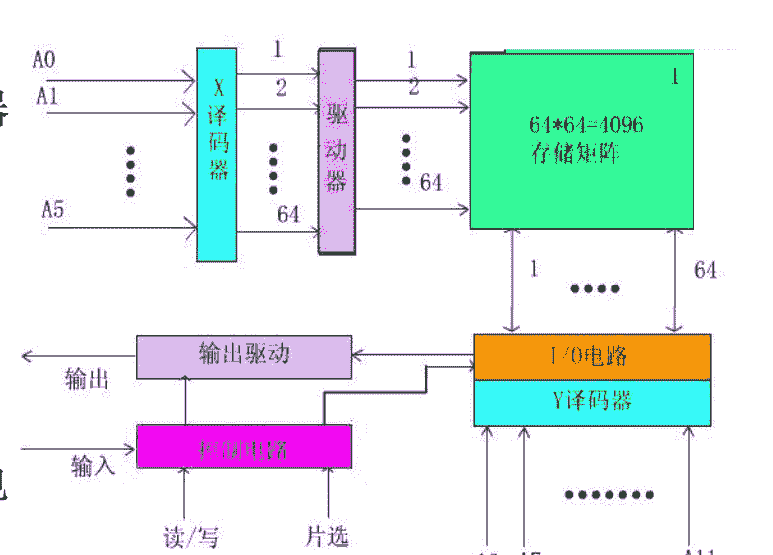 A0
A1
A5
X译码器
1
2
64
驱动器
1
2
64
1
64*64=4096
存储矩阵
1
64
输出驱动
输出
I/O电路
Y译码器
输入
读/写
片选